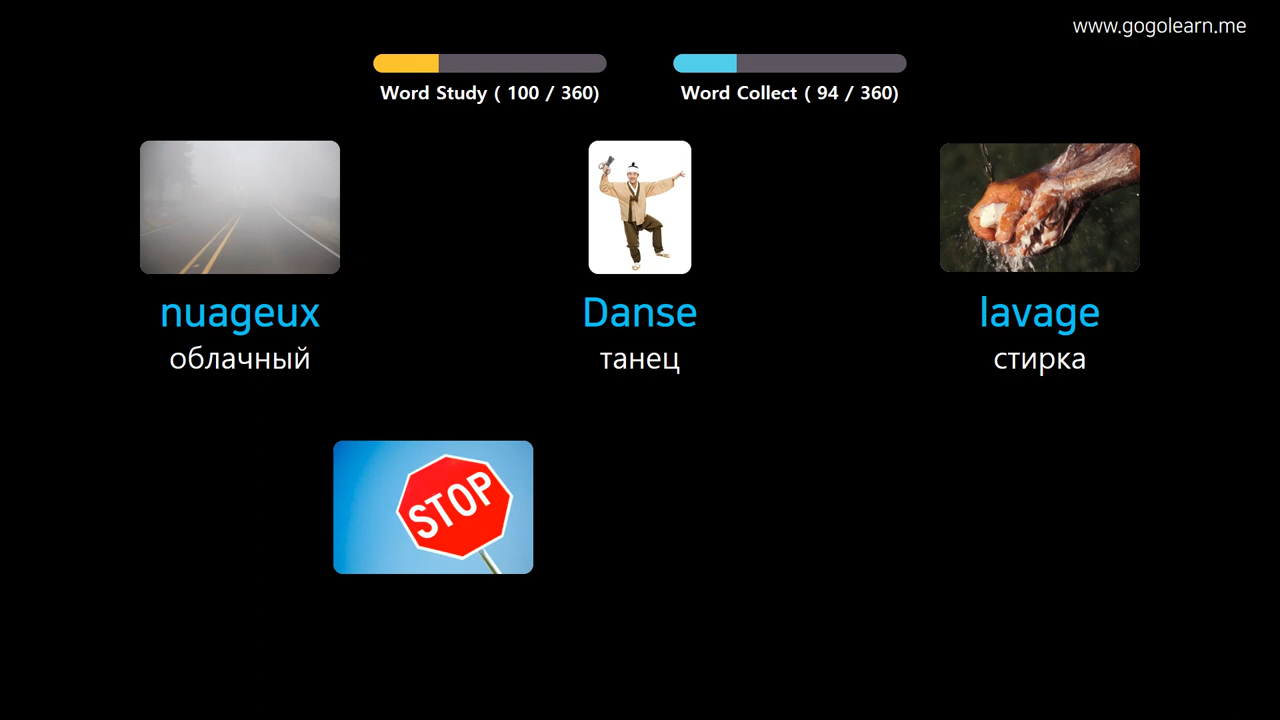 www.gogolearn.me
Word Study ( 100 / 360)
Word Collect ( 94 / 360)
nuageux
облачный
Danse
танец
lavage
стирка
STOP